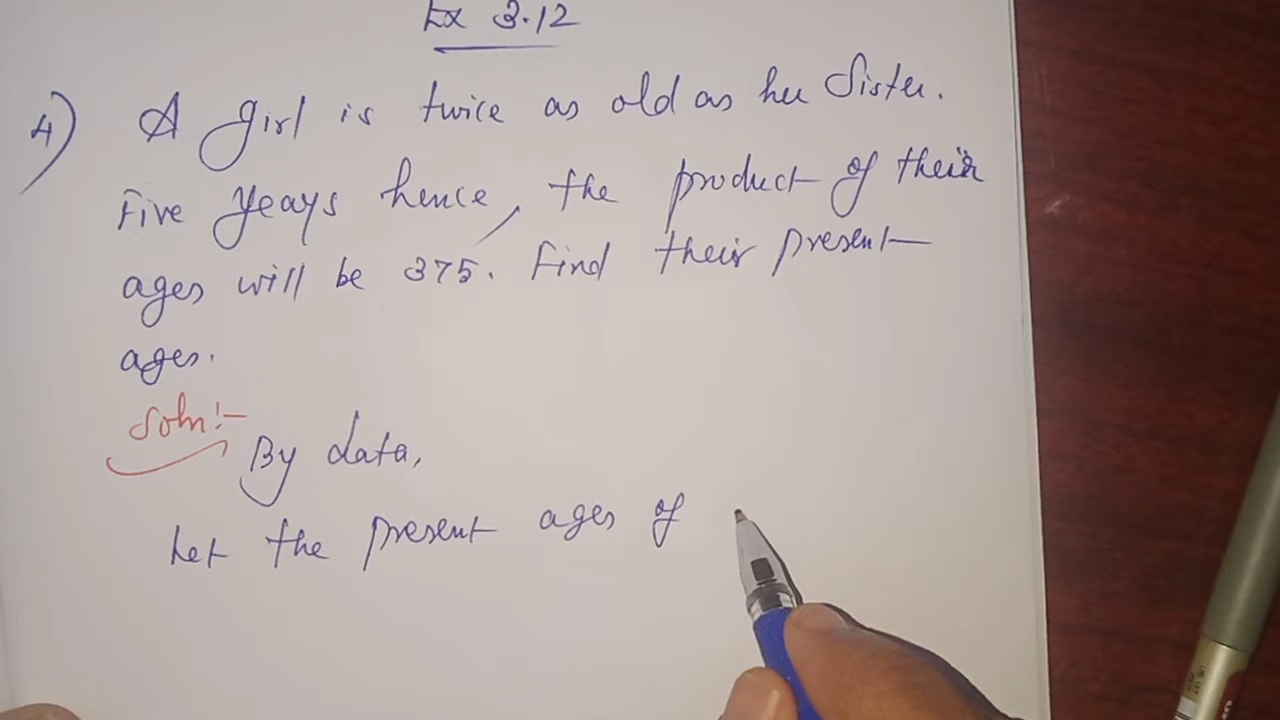 Ex 3.12
4) A girl is twice as old as her Sister.
Five years hence, the product of their
ages will be 375. Find their present
ages.
Soln:-
By data,
Let the present ages of